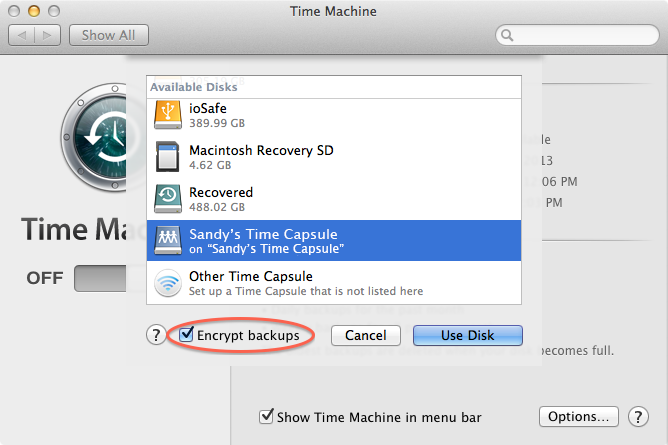 Time Machine
Show All
Available Disks
ioSafe
389.99 GB
Macintosh Recovery SD
4.62 GB
Recovered
488.02 GB
Sandy's Time Capsule
on “Sandy's Time Capsule”
Other Time Capsule
Set up a Time Capsule that is not listed here
? Encrypt backups Cancel Use Disk
Time Ma
OFF
13
:06 PM
PM
becomes full.
Show Time Machine in menu bar Options... ?